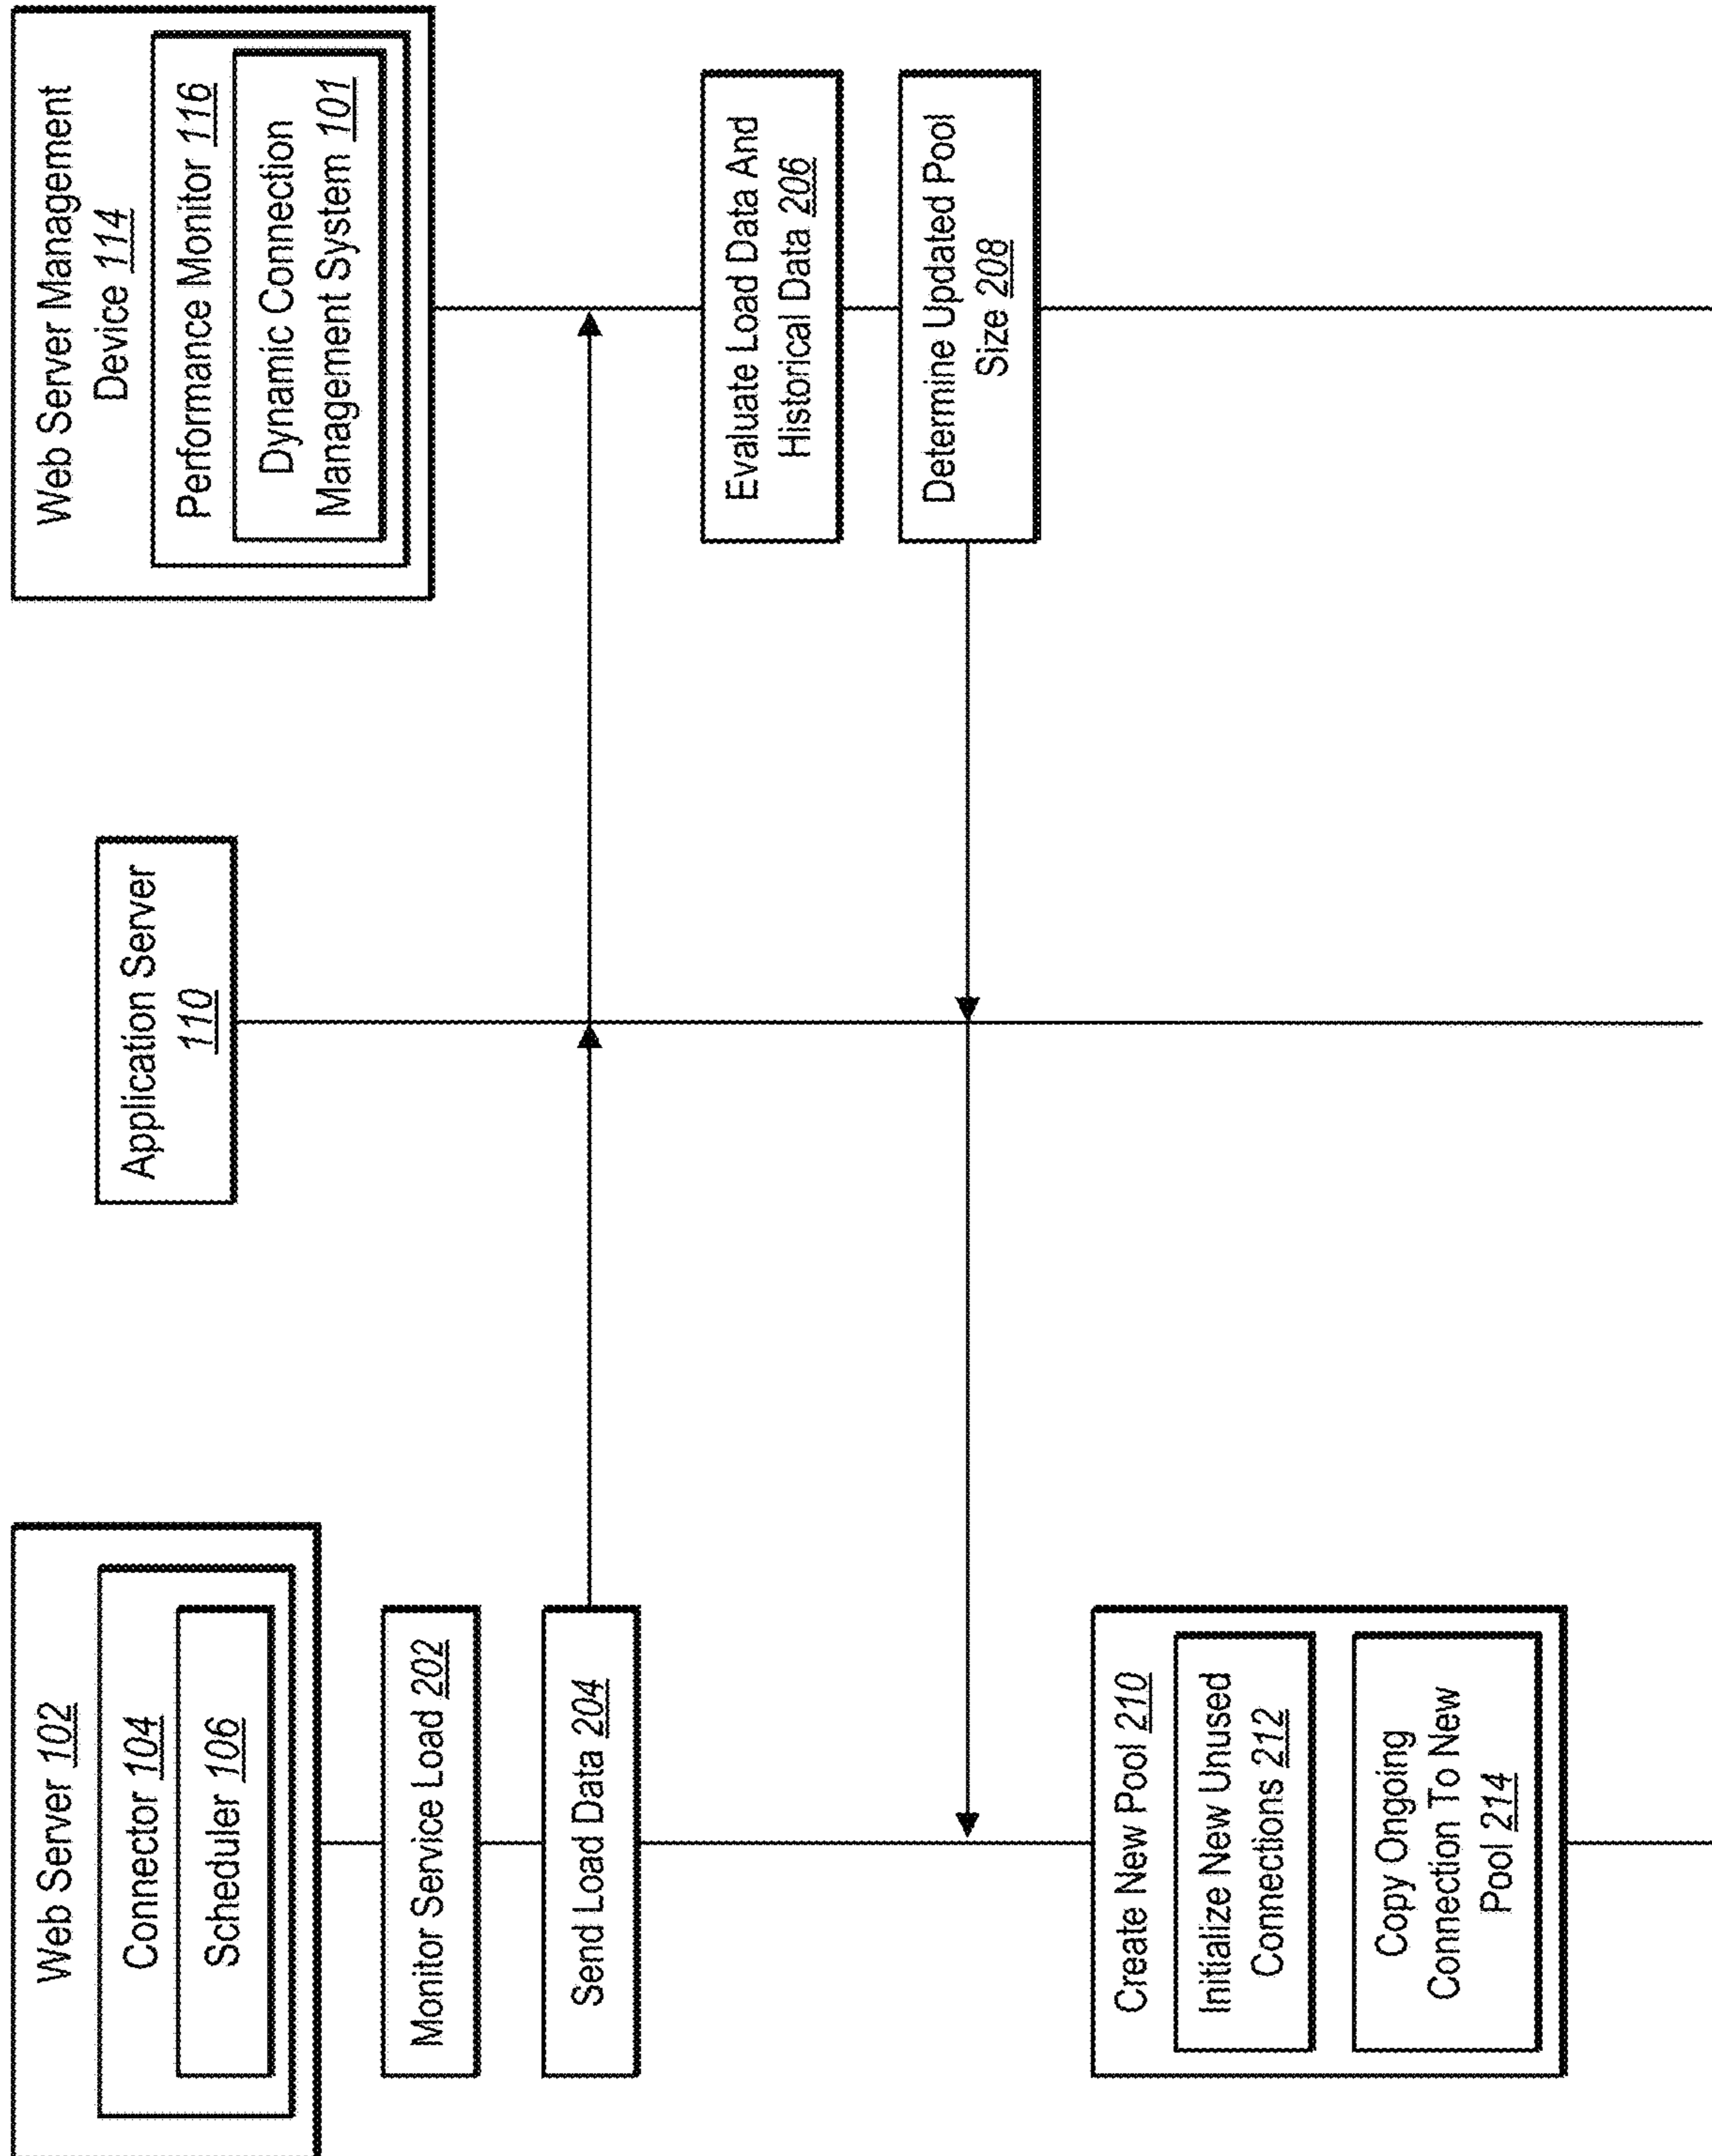 Web Server 102
Connector 104
Scheduler 106
Application Server
110
Web Server Management
Device 114
Performance Monitor 116
Dynamic Connection
Management System 101
Monitor Service Load 202
Send Load Data 204
Evaluate Load Data And
Historical Data 206
Determine Updated Pool
Size 208
Create New Pool 210
Initialize New Unused
Connections 212
Copy Ongoing
Connection To New
Pool 214